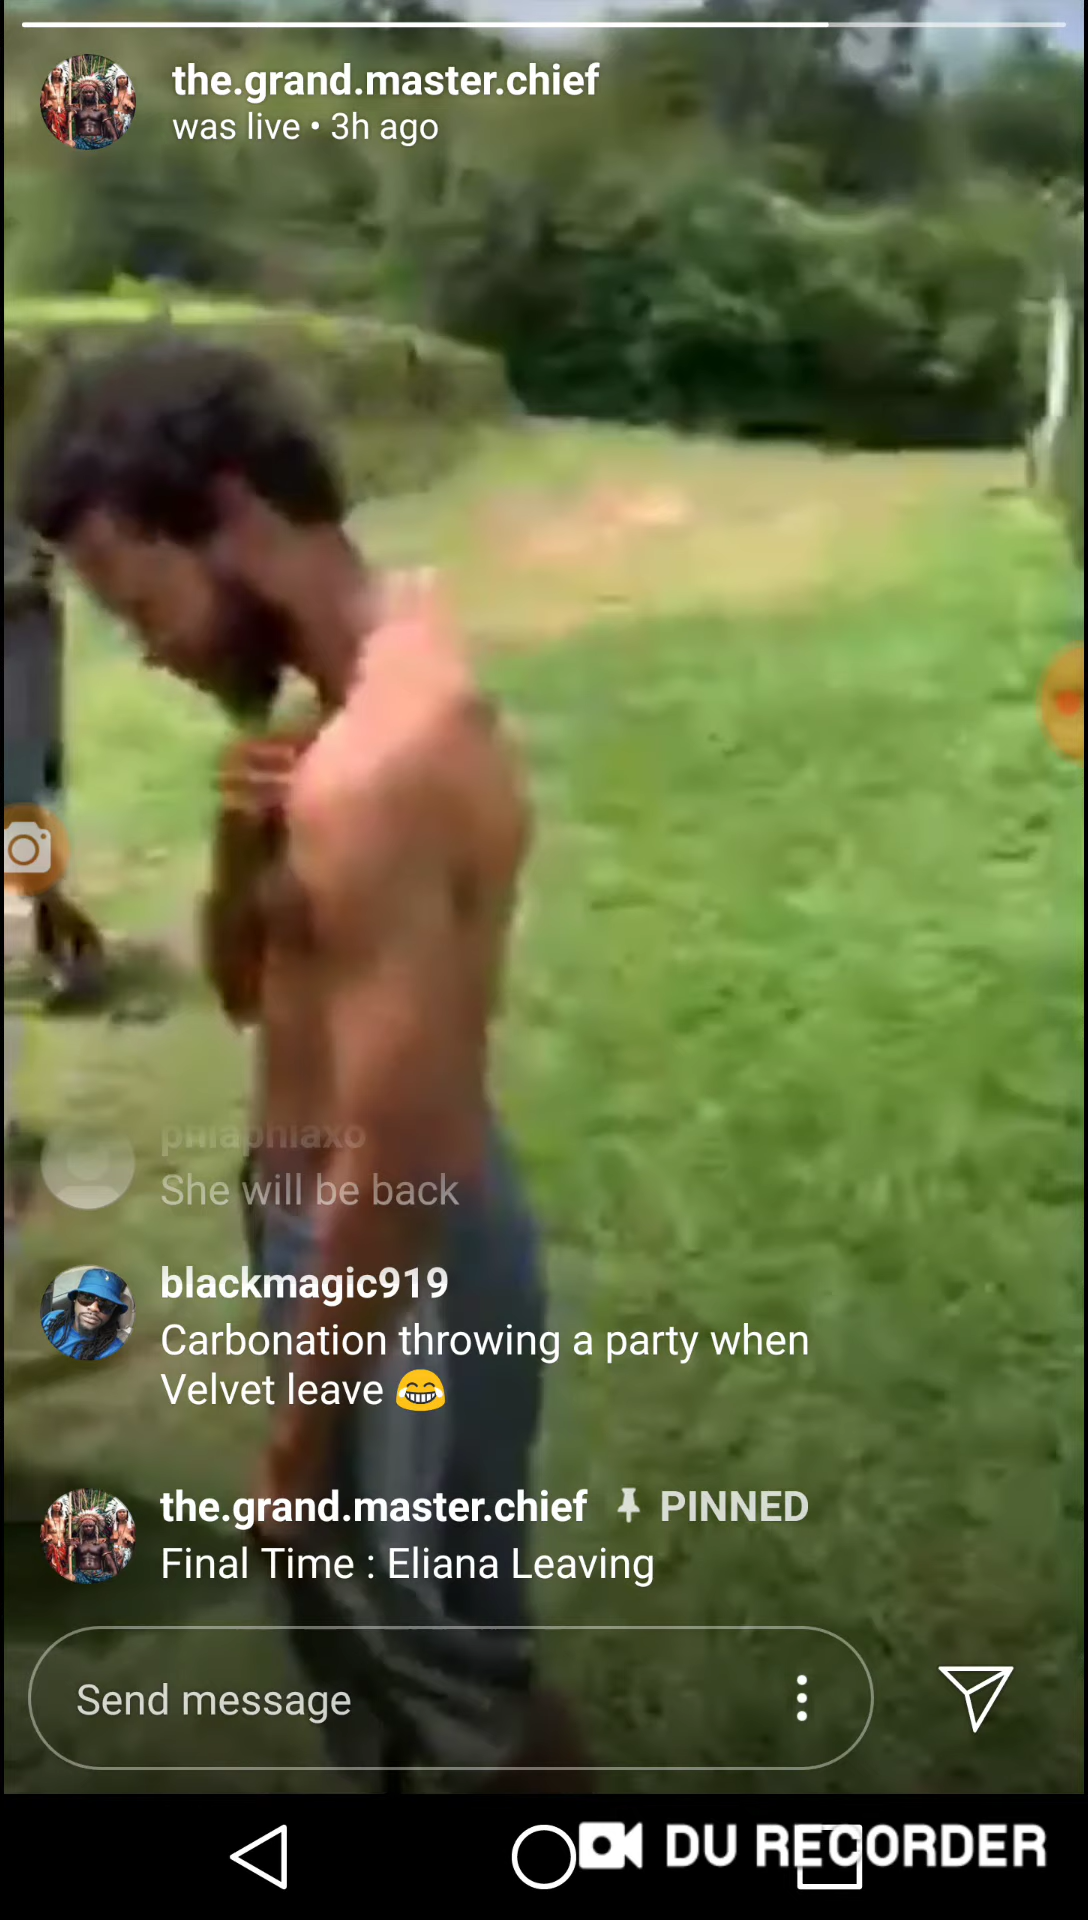 the.grand.master.chief
was live • 3h ago
phiaphiaxo
She will be back
blackmagic919
Carbonation throwing a party when
Velvet leave 😂
the.grand.master.chief PINNED
Final Time : Eliana Leaving
Send message
DU RECORDER